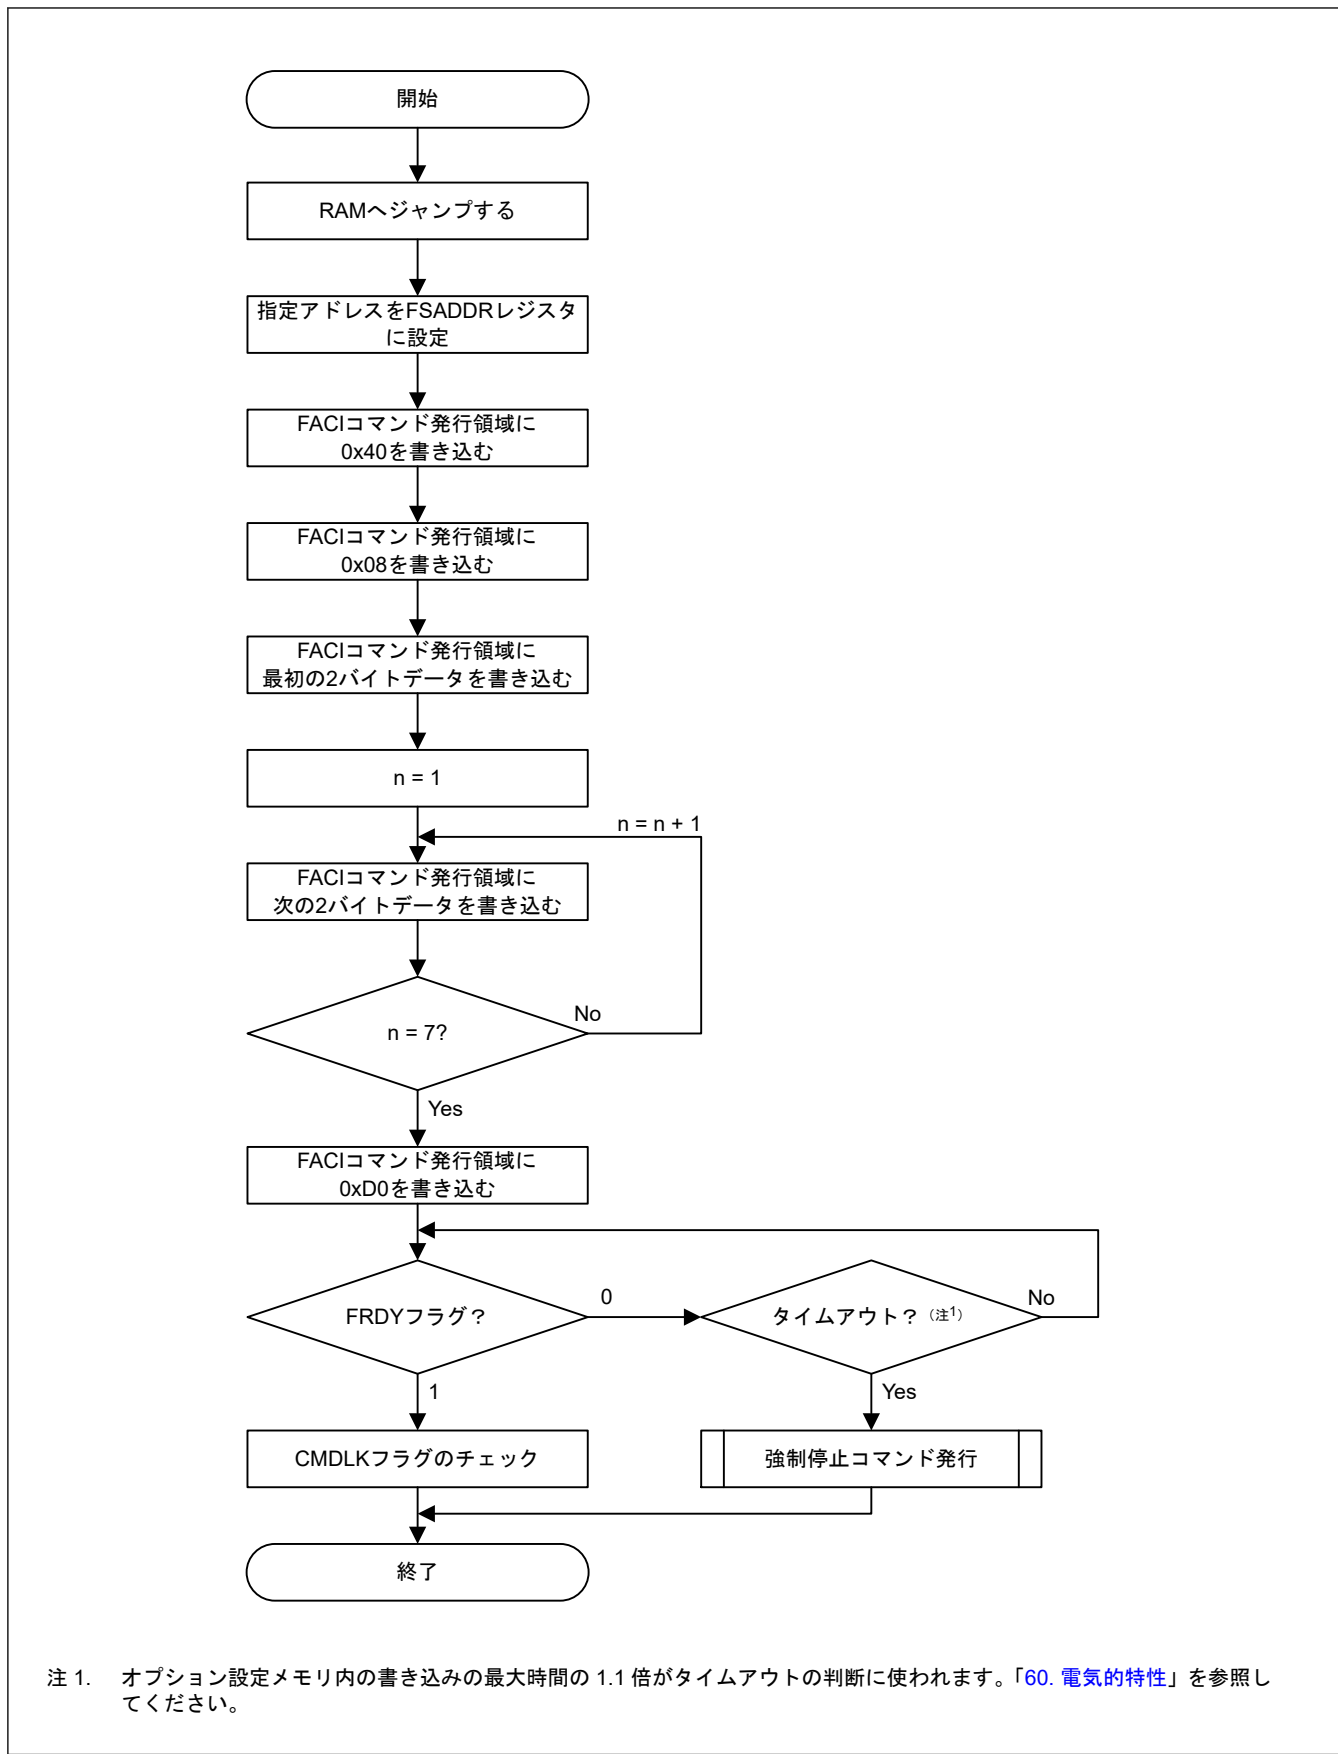 開始
RAMへジャンプする
指定アドレスをFSADDRレジスタ
に設定
FACIコマンド発行領域に
0x40を書き込む
FACIコマンド発行領域に
0x08を書き込む
FACIコマンド発行領域に
最初の2バイトデータを書き込む
n = 1
n = n + 1
FACIコマンド発行領域に
次の2バイトデータを書き込む
n = 7?
No
Yes
FACIコマンド発行領域に
0xD0を書き込む
FRDYフラグ？
0
タイムアウト？（注1）
No
1
Yes
CMDLKフラグのチェック
強制停止コマンド発行
終了
注 1. オプション設定メモリ内の書き込みの最大時間の 1.1 倍がタイムアウトの判断に使われます。「60. 電気的特性」を参照し
てください。